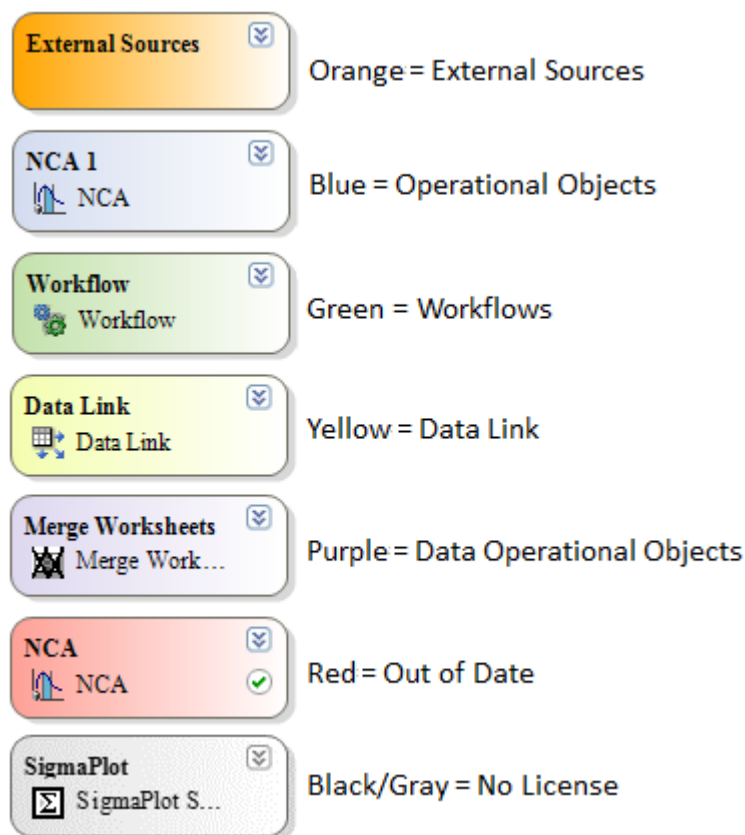 External Sources
Orange = External Sources
NCA 1
NCA
Blue = Operational Objects
Workflow
Workflow
Green = Workflows
Data Link
Data Link
Yellow = Data Link
Merge Worksheets
Merge Work...
Purple = Data Operational Objects
NCA
NCA
Red = Out of Date
SigmaPlot
Σ SigmaPlot S...
Black/Gray = No License